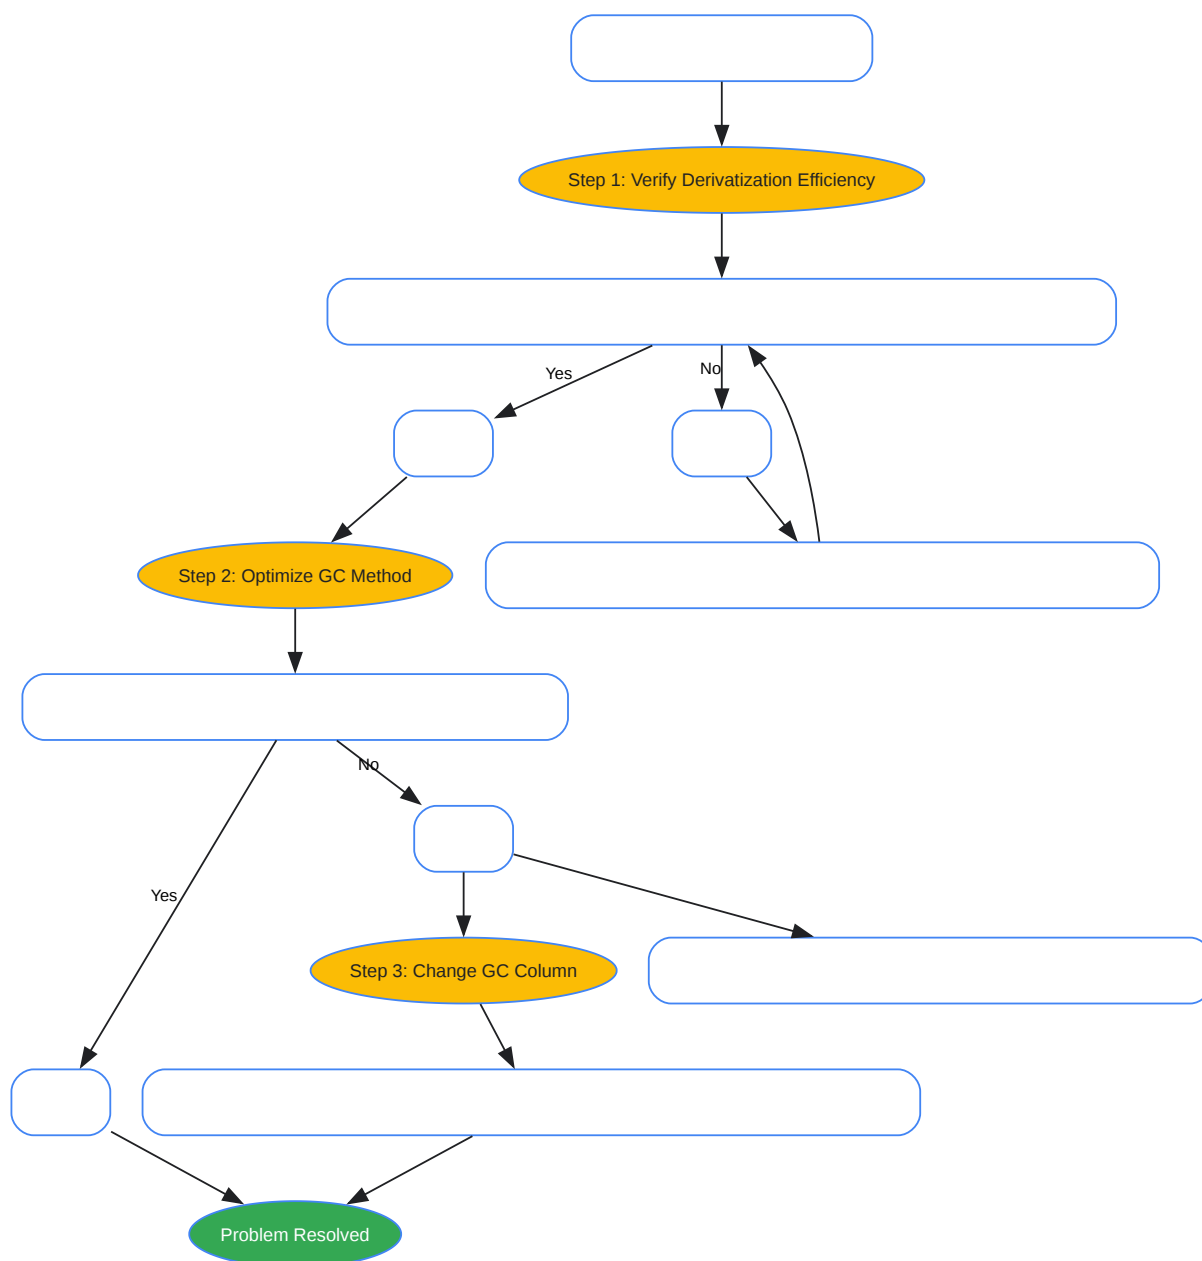 Step 1: Verify Derivatization Efficiency
Yes
No
Step 2: Optimize GC Method
No
Yes
Step 3: Change GC Column
Problem Resolved